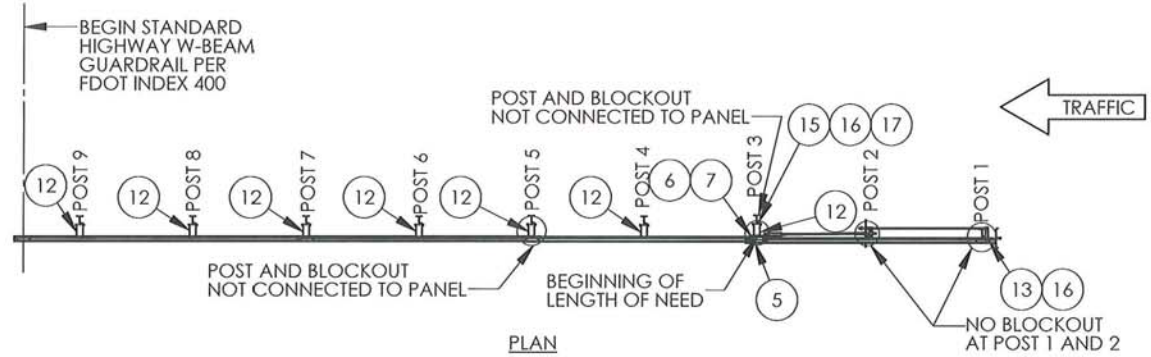 BEGIN STANDARD
HIGHWAY W-BEAM
GUARDRAIL PER
FDOT INDEX 400
POST AND BLOCKOUT
NOT CONNECTED TO PANEL
TRAFFIC
15
16
17
POST 9
POST 8
POST 7
POST 6
POST 5
POST 4
POST 3
POST 2
POST 1
12
12
12
12
12
12
6
7
12
POST AND BLOCKOUT
NOT CONNECTED TO PANEL
BEGINNING OF
LENGTH OF NEED
5
13
16
NO BLOCKOUT
AT POST 1 AND 2
PLAN